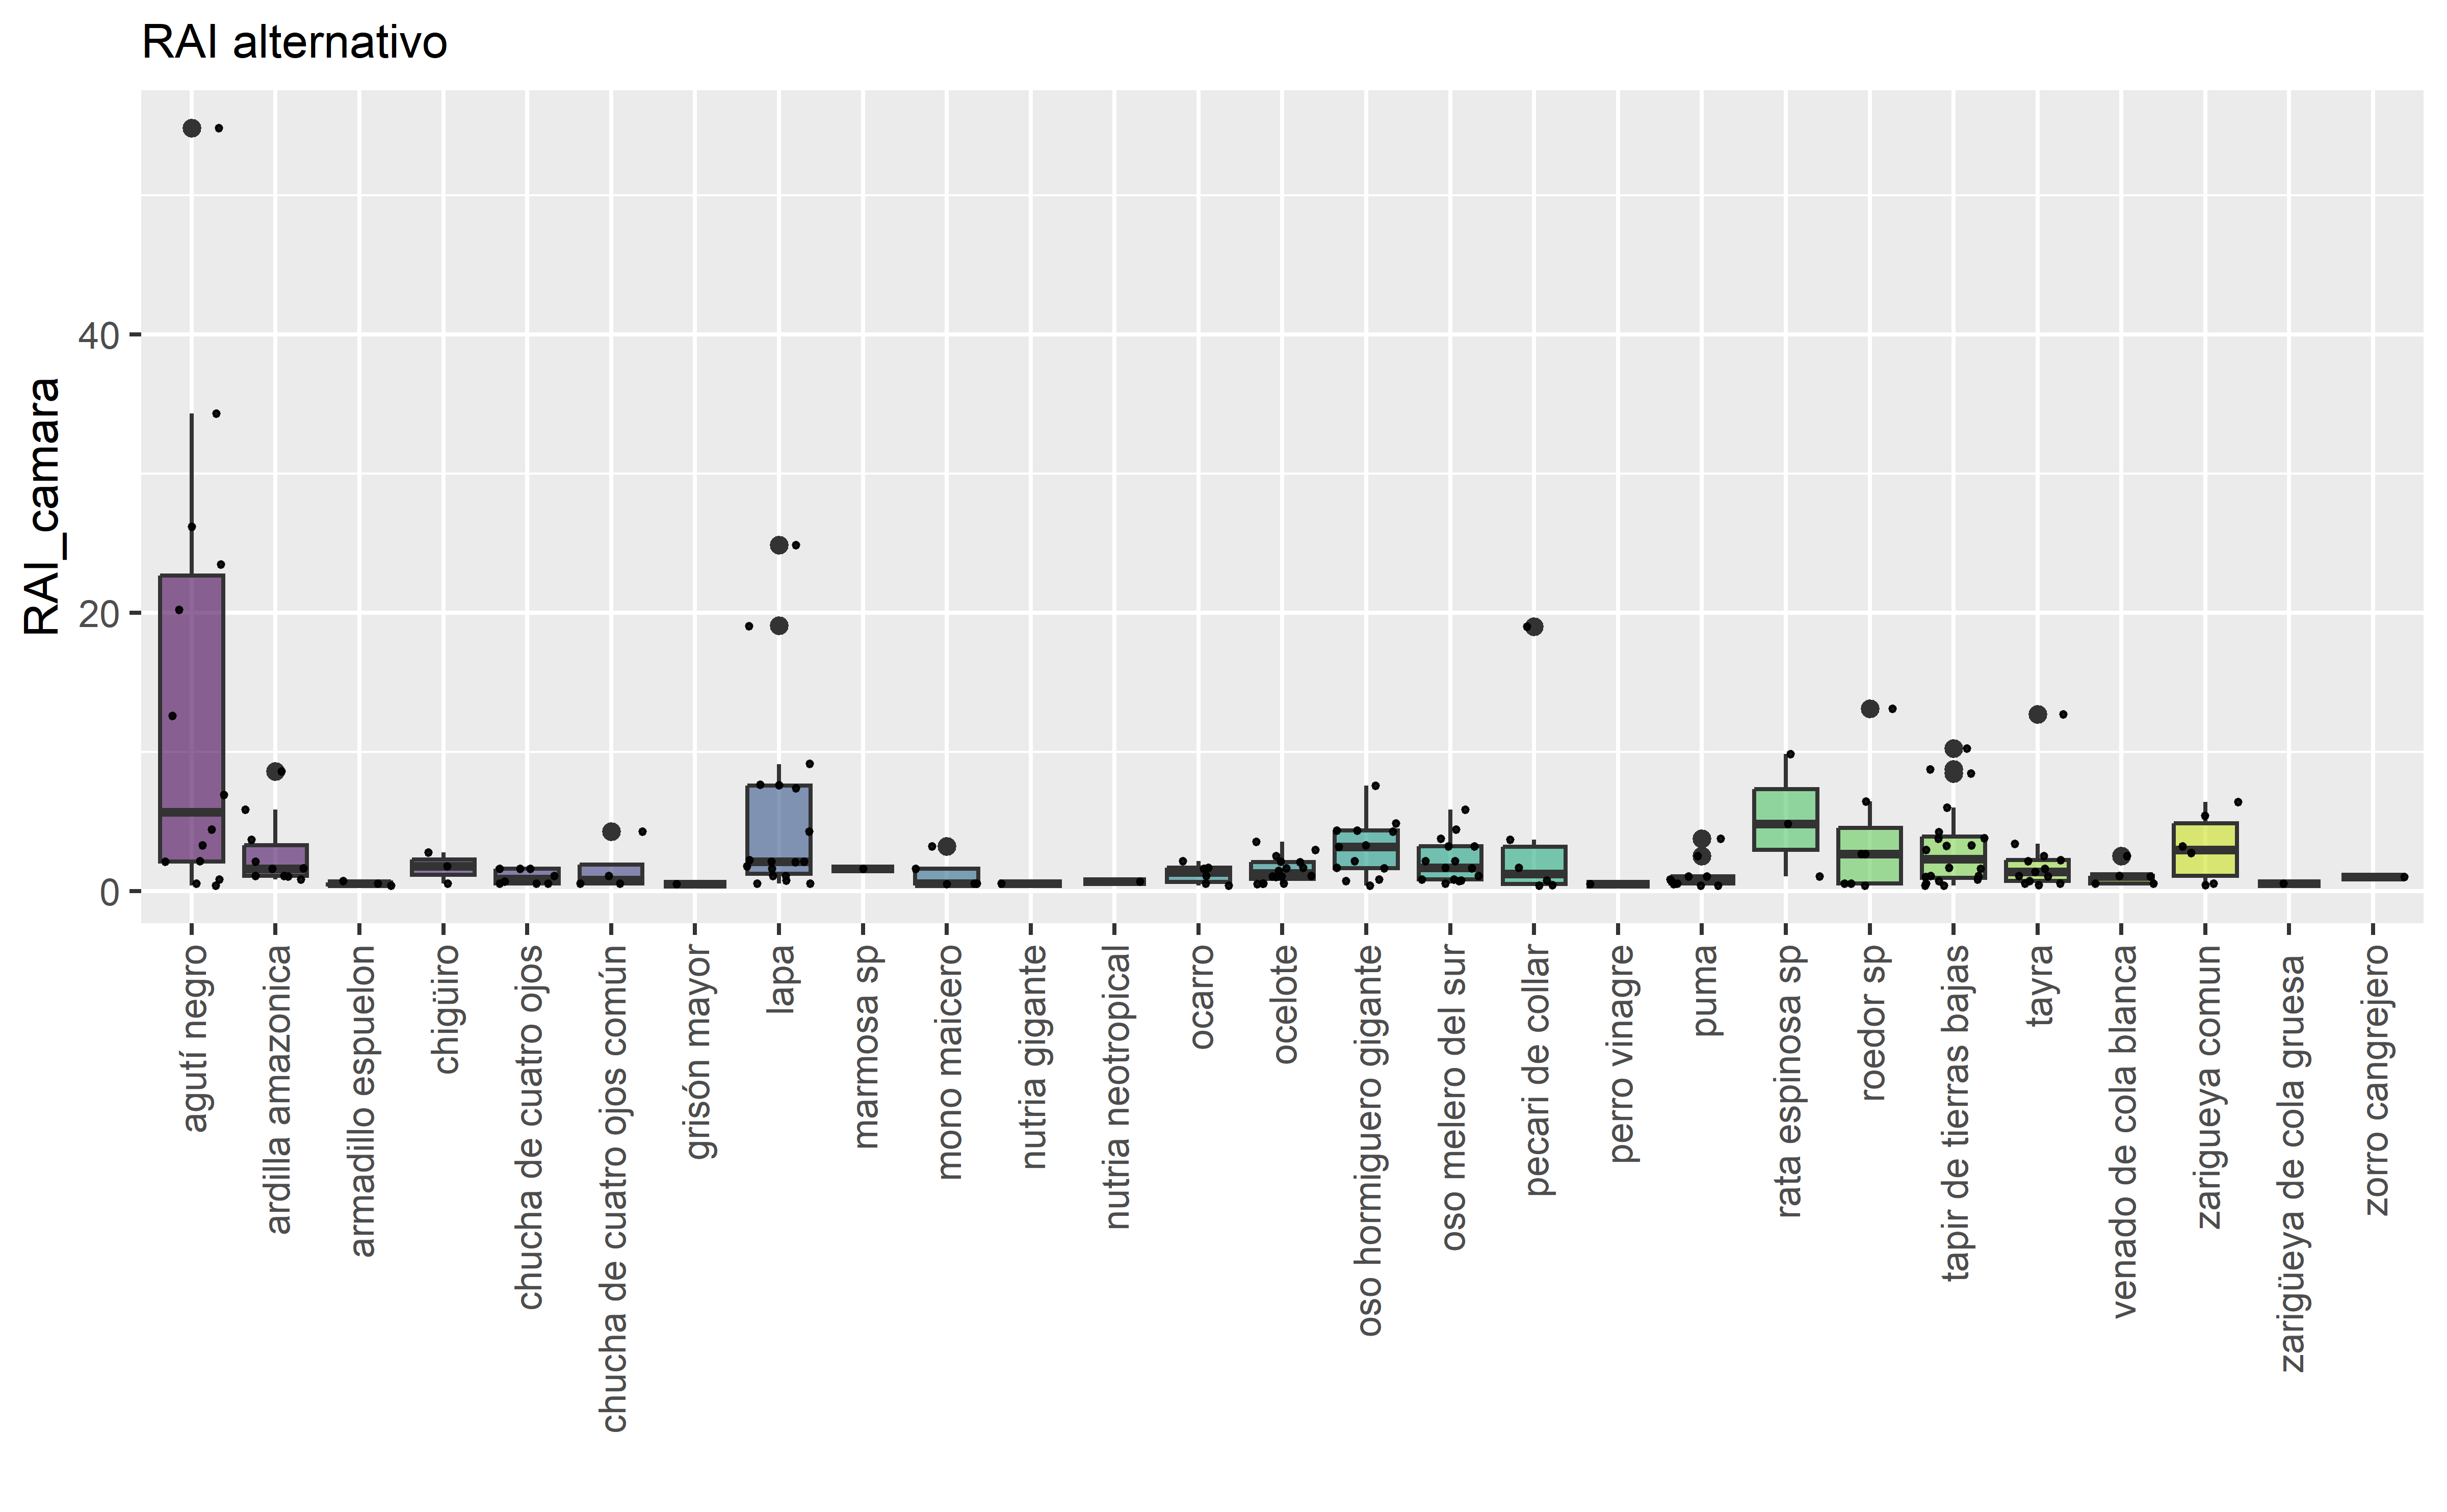 RAI alternativo
RAI_camara
40
20
0
agutí negro
ardilla amazonica
armadillo espuelon
chigüiro
chucha de cuatro ojos
chucha de cuatro ojos común
grisón mayor
lapa
marmosa sp
mono maicero
nutria gigante
nutria neotropical
ocarro
ocelote
oso hormiguero gigante
oso melero del sur
pecari de collar
perro vinagre
puma
rata espinosa sp
roedor sp
tapir de tierras bajas
tayra
venado de cola blanca
zarigueya comun
zarigüeya de cola gruesa
zorro cangrejero